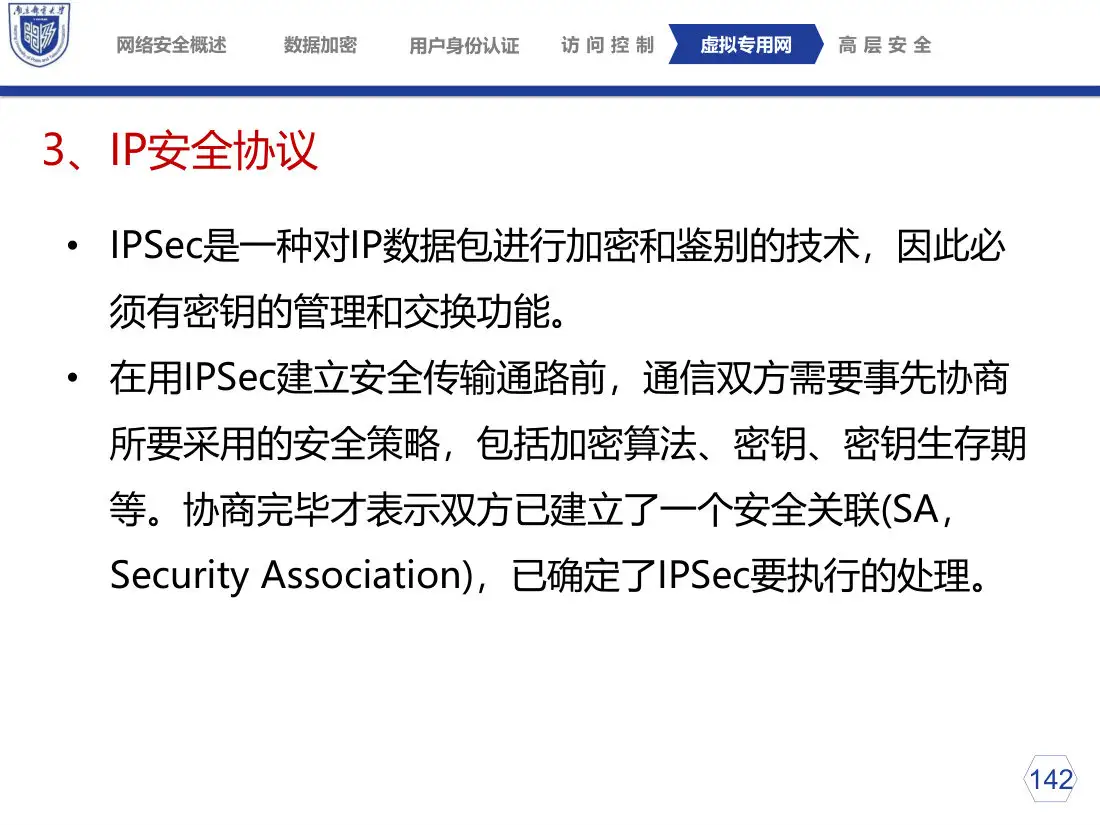 网络安全概述 数据加密 用户身份认证 访问控制 虚拟专用网 高层安全
3、IP安全协议
• IPSec是一种对IP数据包进行加密和鉴别的技术，因此必
须有密钥的管理和交换功能。
• 在用IPSec建立安全传输通路前，通信双方需要事先协商
所要采用的安全策略，包括加密算法、密钥、密钥生存期
等。协商完毕才表示双方已建立了一个安全关联(SA，
Security Association)，已确定了IPSec要执行的处理。
142